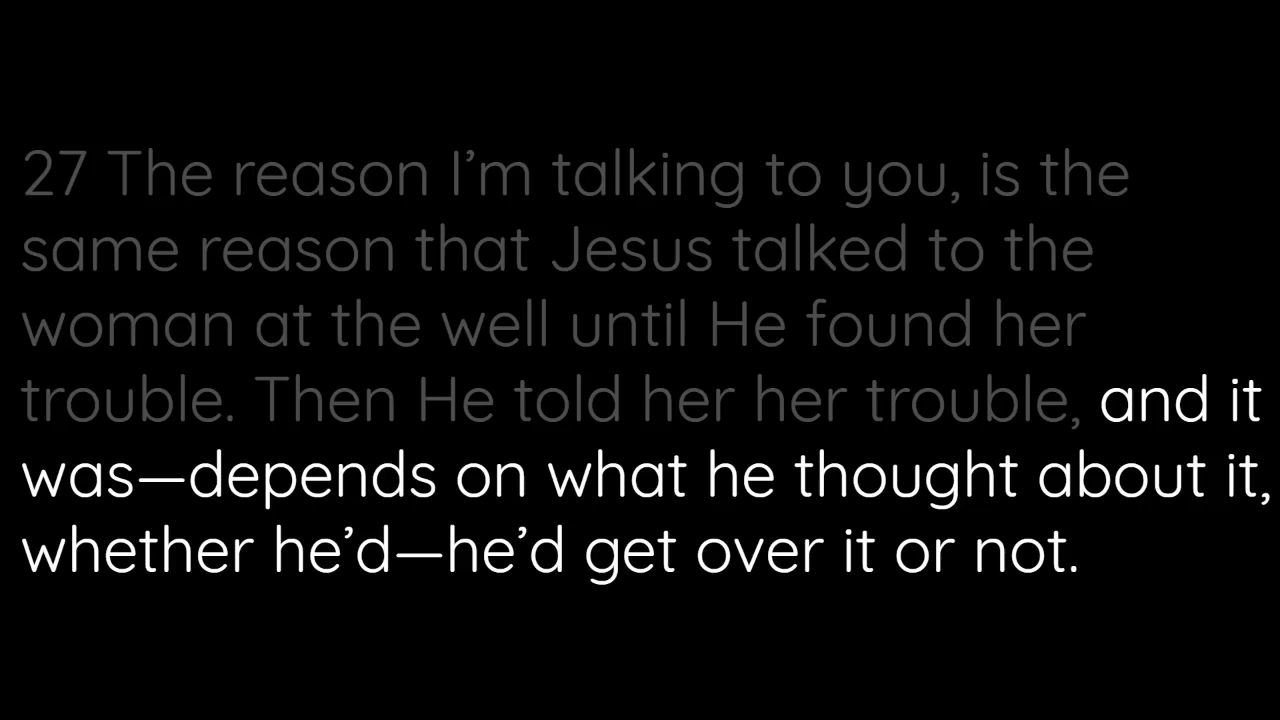 27 The reason I’m talking to you, is the
same reason that Jesus talked to the
woman at the well until He found her
trouble. Then He told her her trouble, and it
was—depends on what he thought about it,
whether he’d—he’d get over it or not.